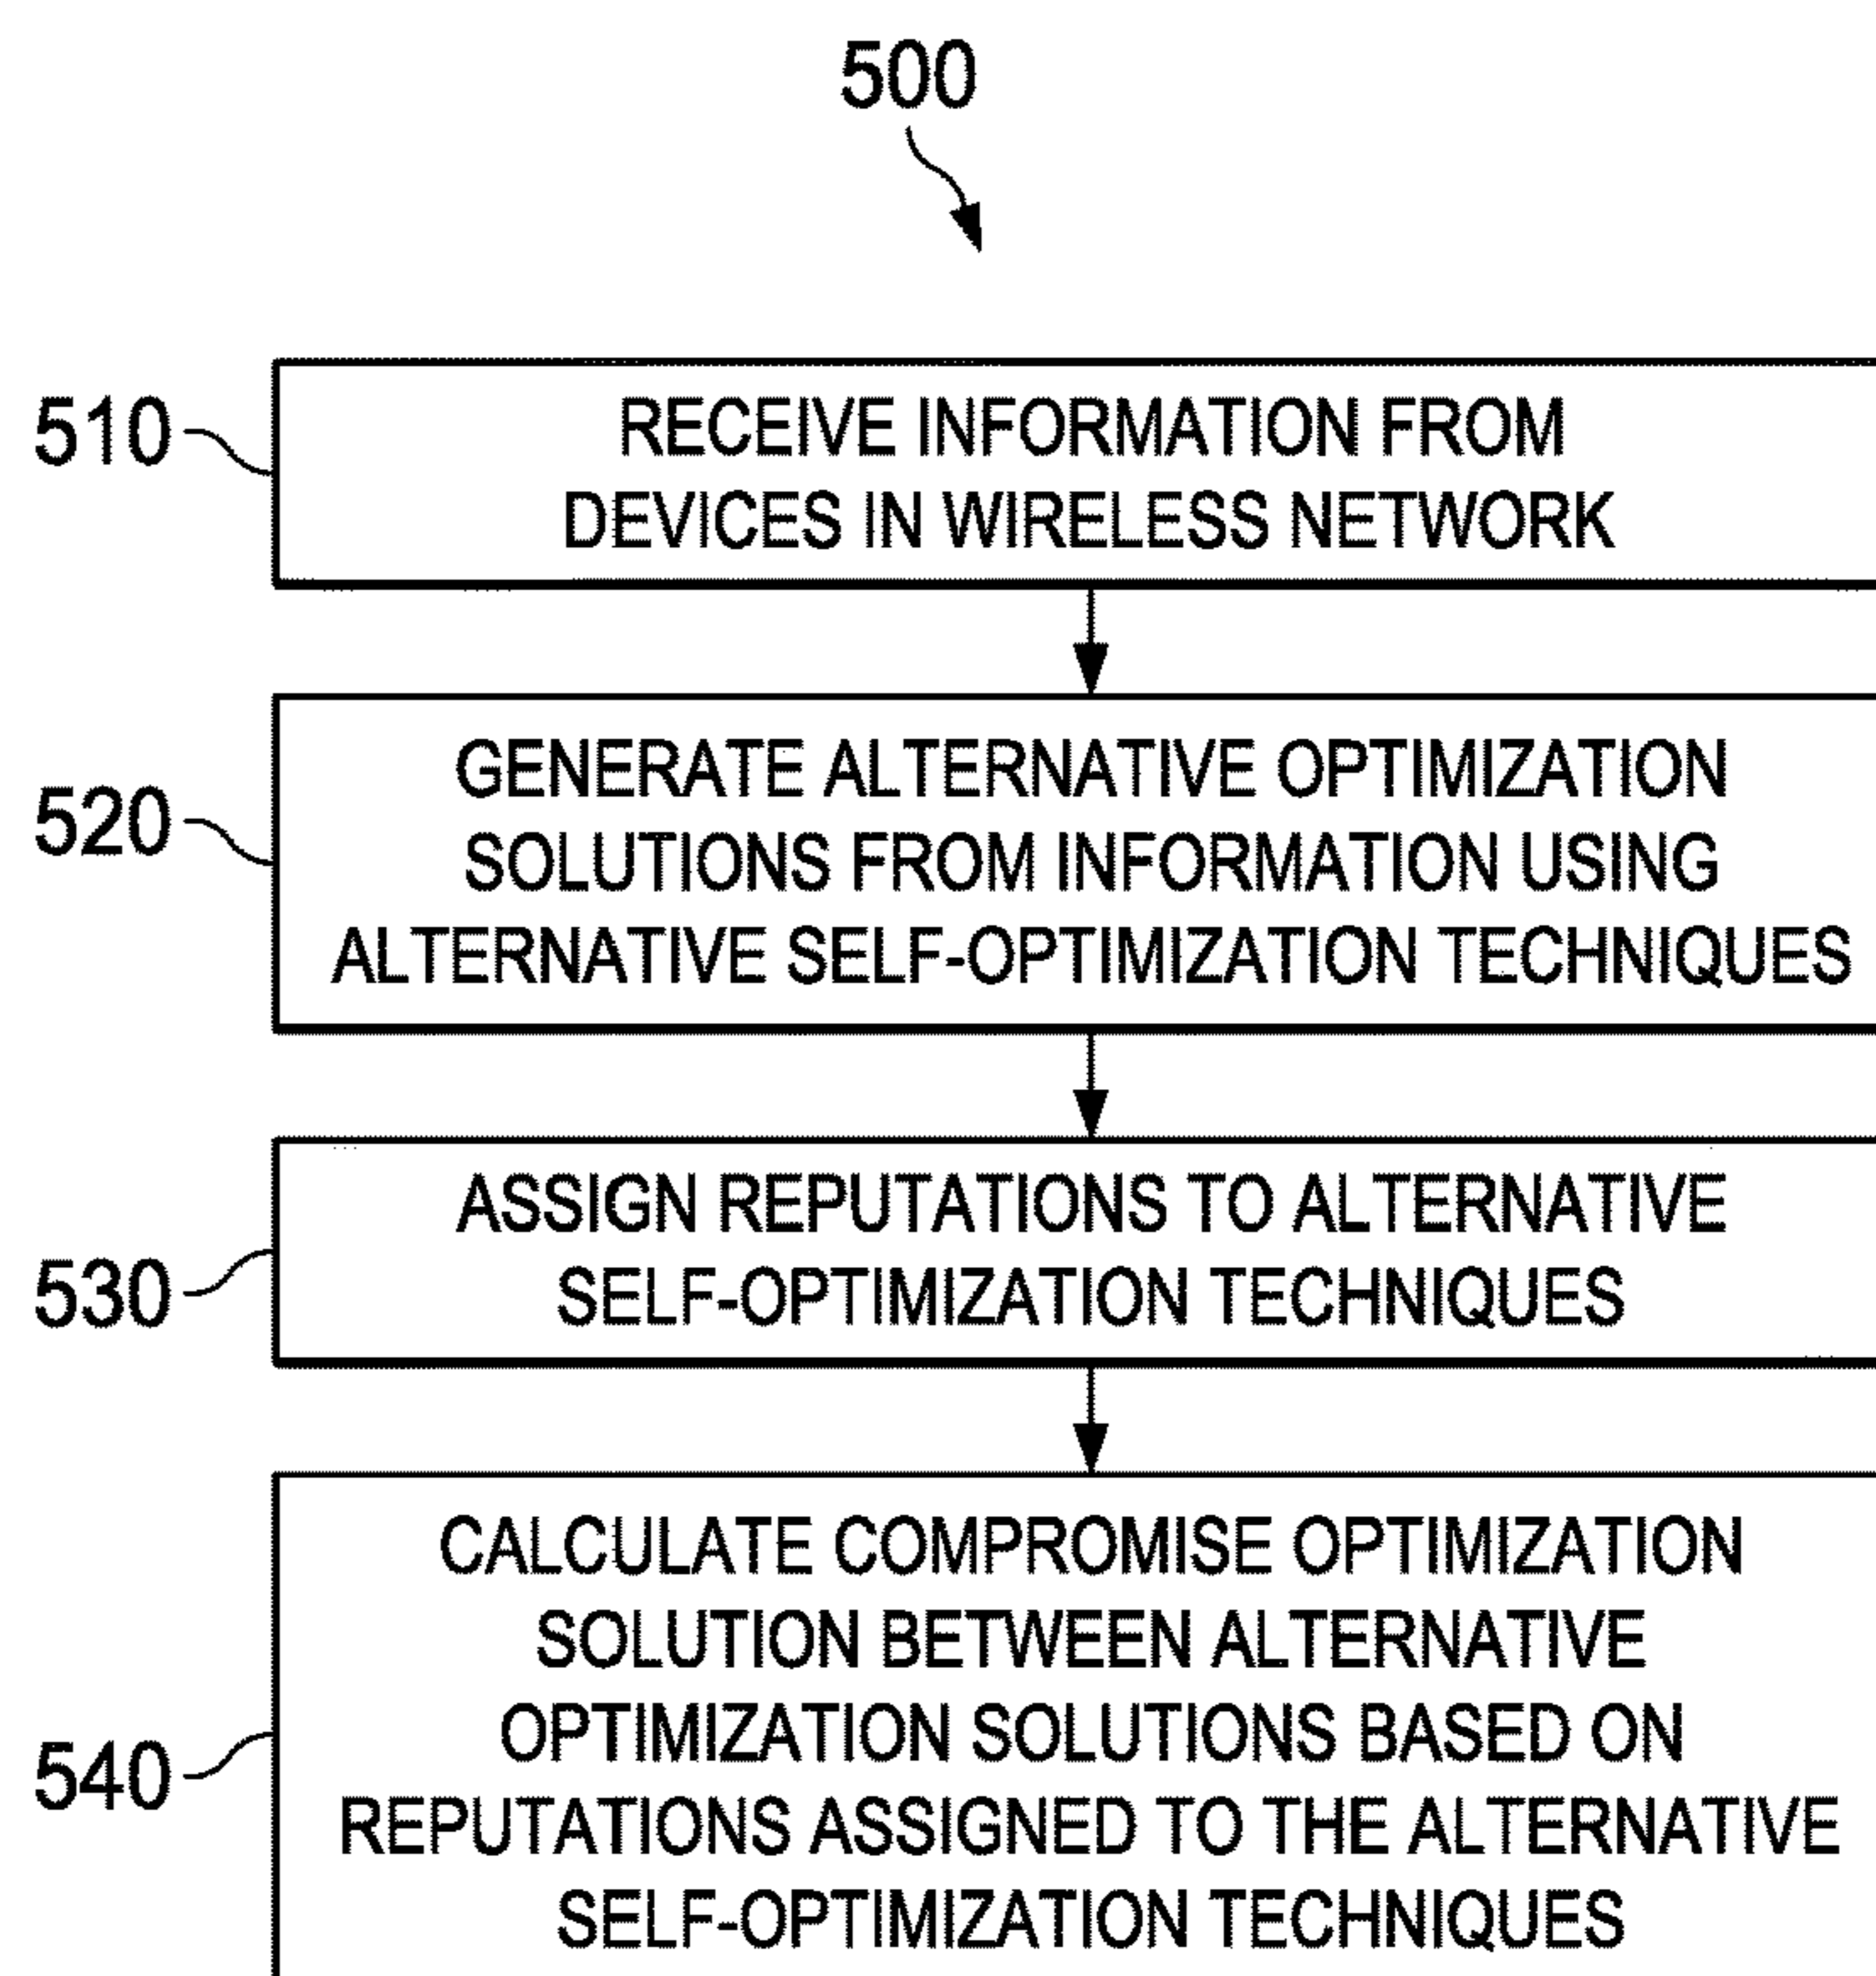 500
510
RECEIVE INFORMATION FROM
DEVICES IN WIRELESS NETWORK
520
GENERATE ALTERNATIVE OPTIMIZATION
SOLUTIONS FROM INFORMATION USING
ALTERNATIVE SELF-OPTIMIZATION TECHNIQUES
530
ASSIGN REPUTATIONS TO ALTERNATIVE
SELF-OPTIMIZATION TECHNIQUES
540
CALCULATE COMPROMISE OPTIMIZATION
SOLUTION BETWEEN ALTERNATIVE
OPTIMIZATION SOLUTIONS BASED ON
REPUTATIONS ASSIGNED TO THE ALTERNATIVE
SELF-OPTIMIZATION TECHNIQUES